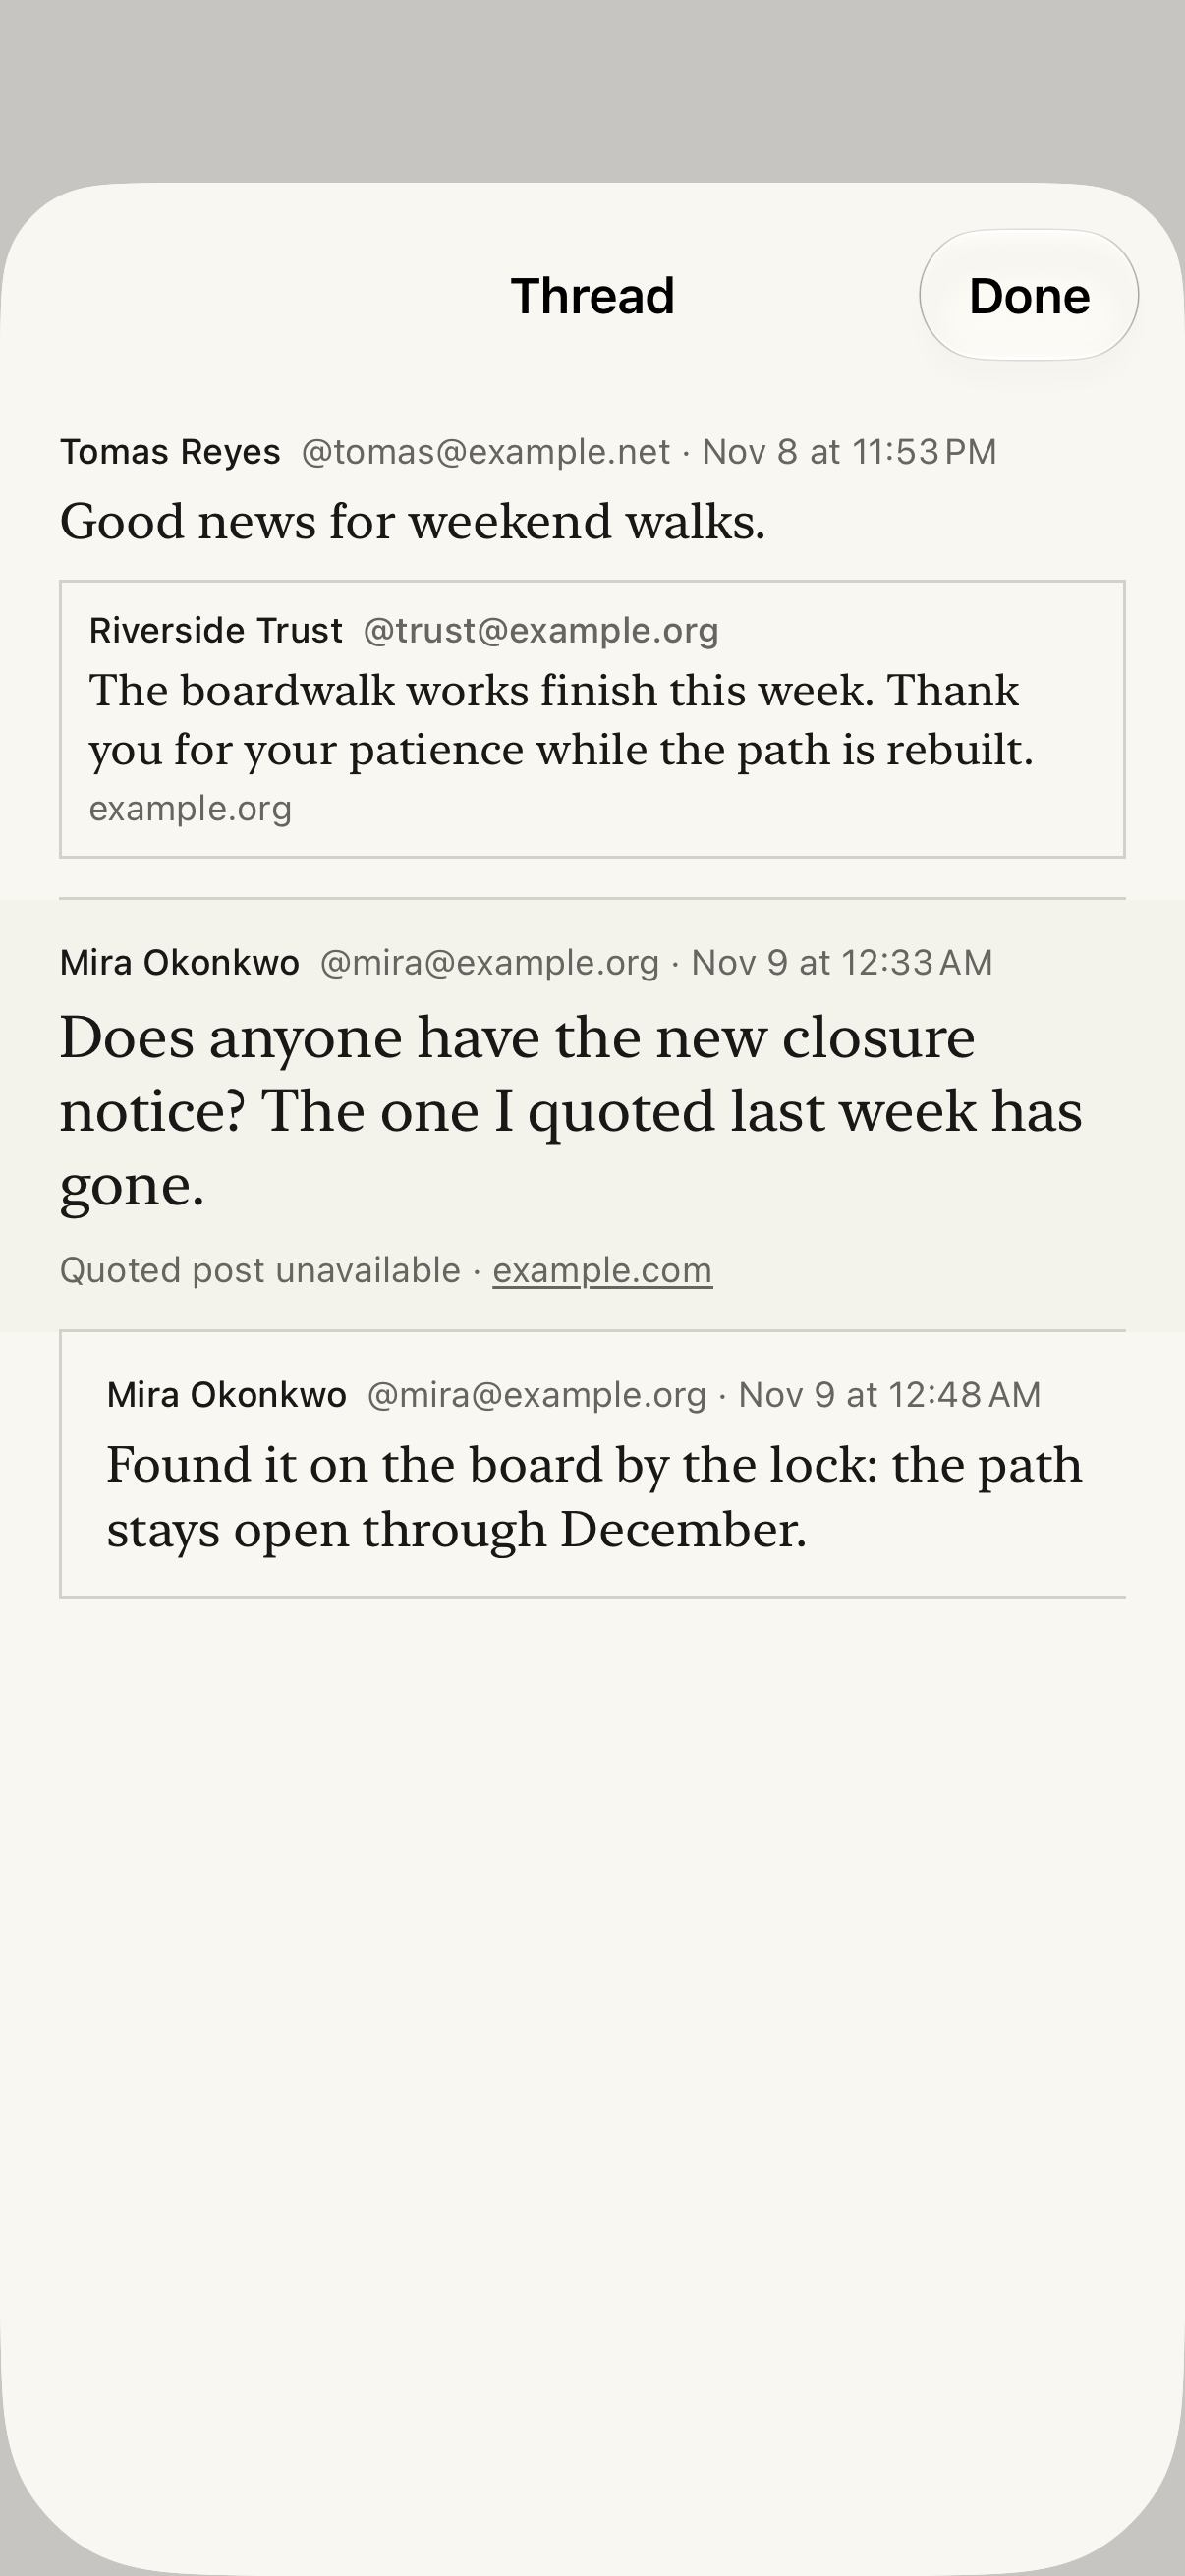 Thread
Done
Tomas Reyes @tomas@example.net · Nov 8 at 11:53 PM
Good news for weekend walks.
Riverside Trust @trust@example.org
The boardwalk works finish this week. Thank
you for your patience while the path is rebuilt.
example.org
Mira Okonkwo @mira@example.org · Nov 9 at 12:33 AM
Does anyone have the new closure
notice? The one I quoted last week has
gone.
Quoted post unavailable · example.com
Mira Okonkwo @mira@example.org · Nov 9 at 12:48 AM
Found it on the board by the lock: the path
stays open through December.